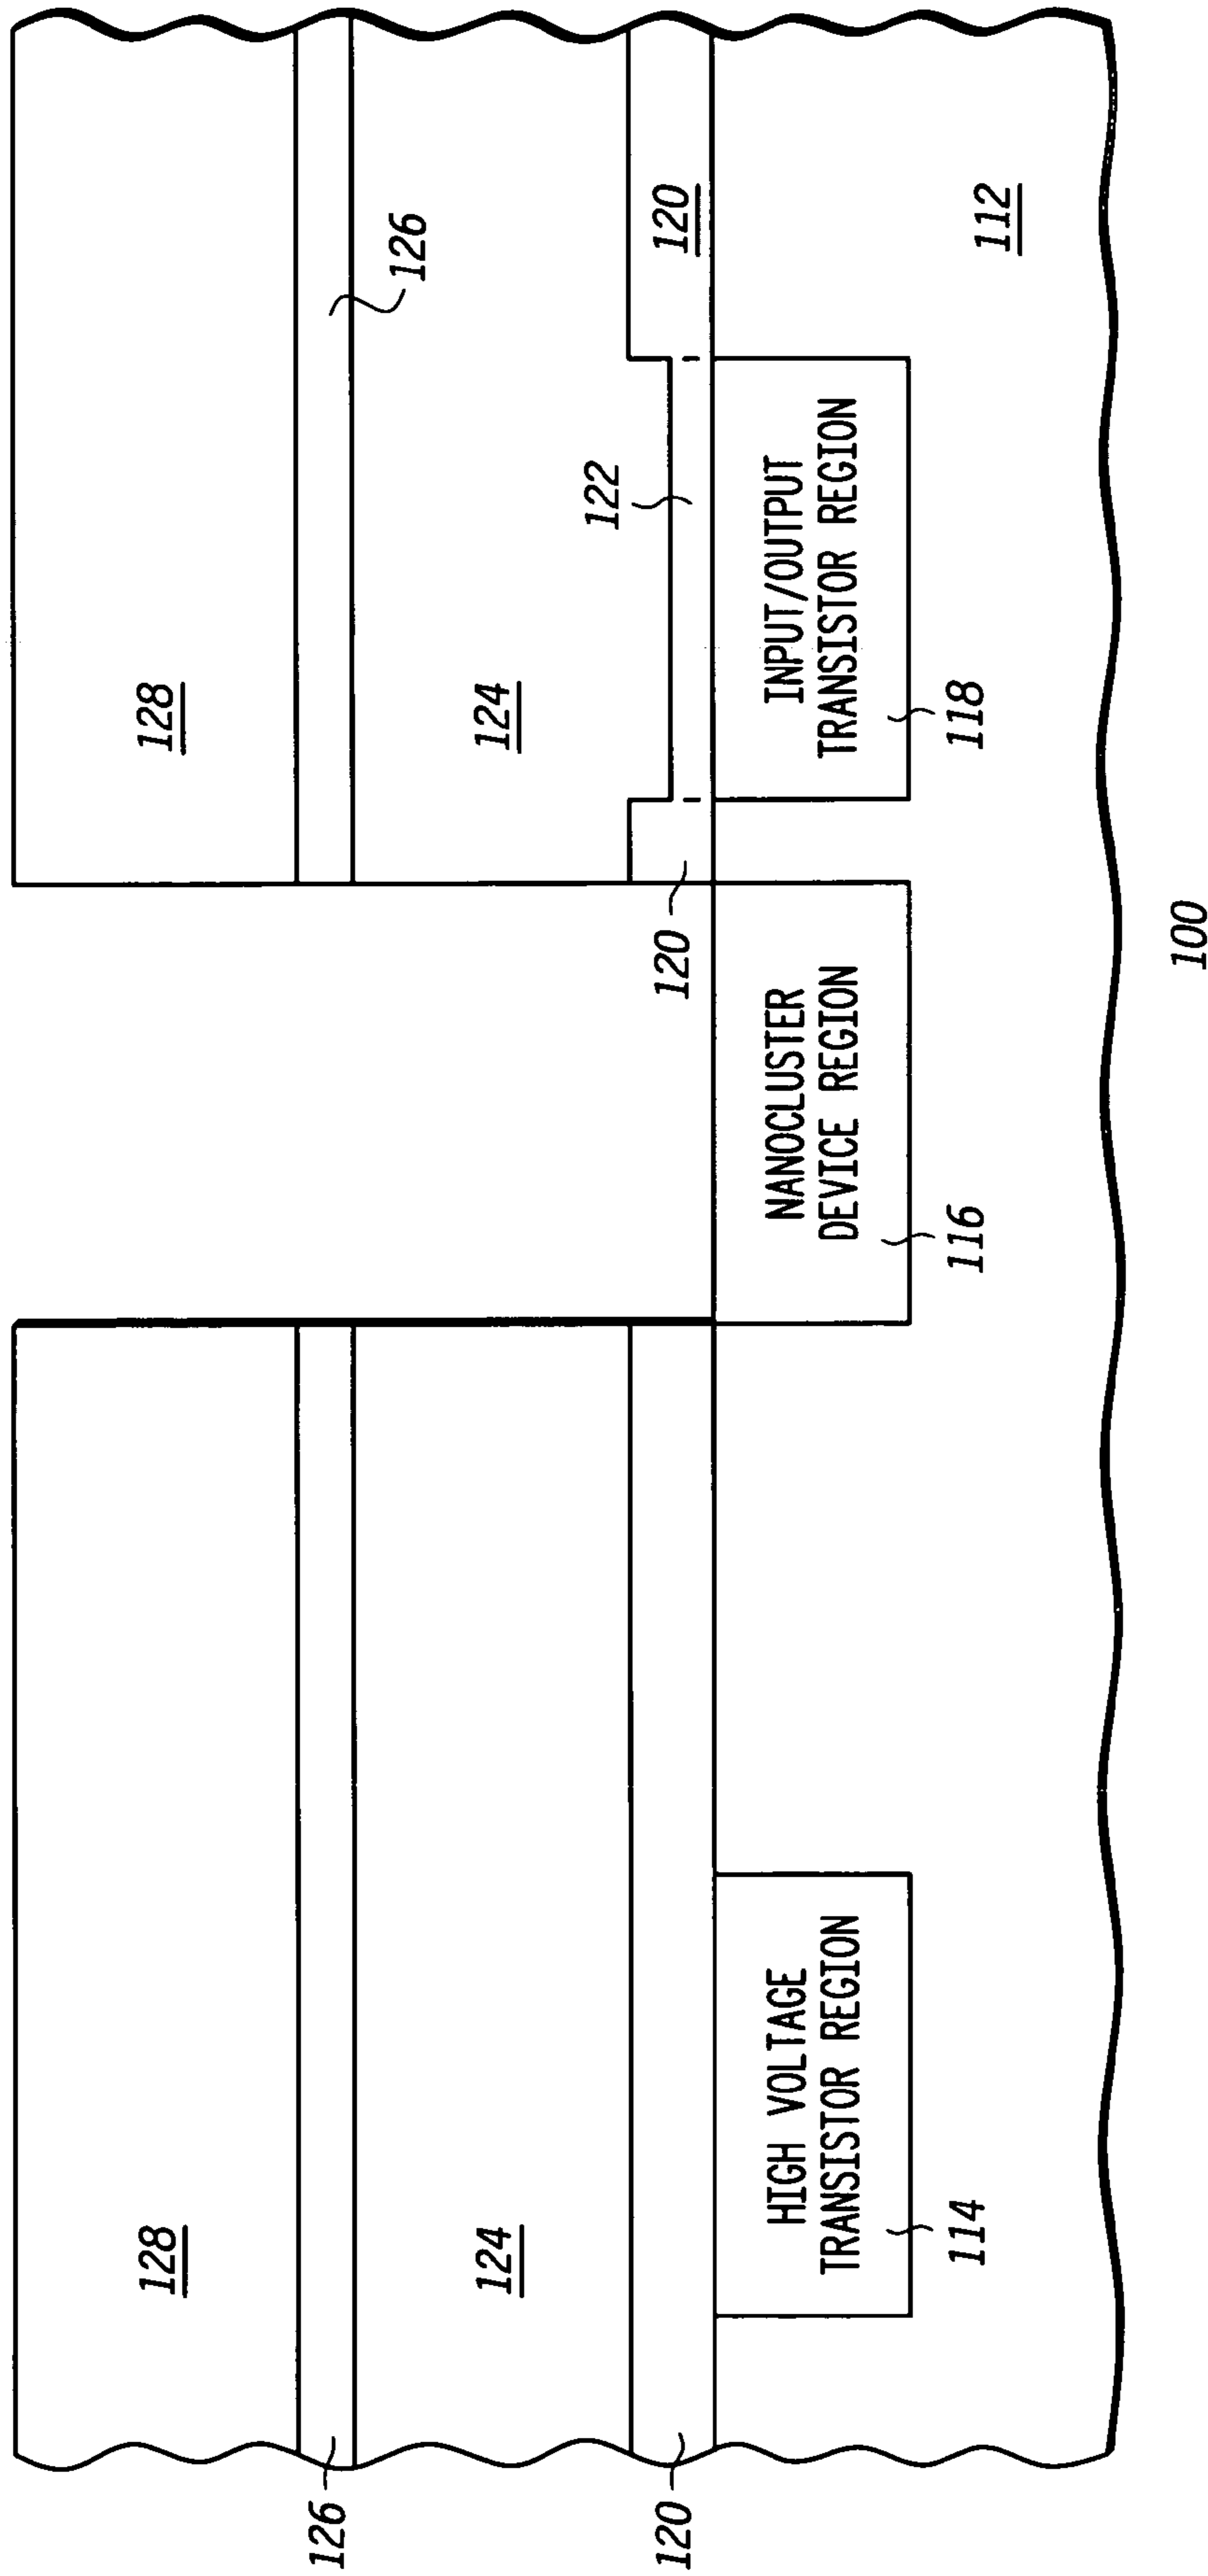 128
128
126
126
124
124
122
120
120
120
HIGH VOLTAGE
TRANSISTOR REGION
NANOCLUSTER
DEVICE REGION
INPUT/OUTPUT
TRANSISTOR REGION
114
116
118
112
100